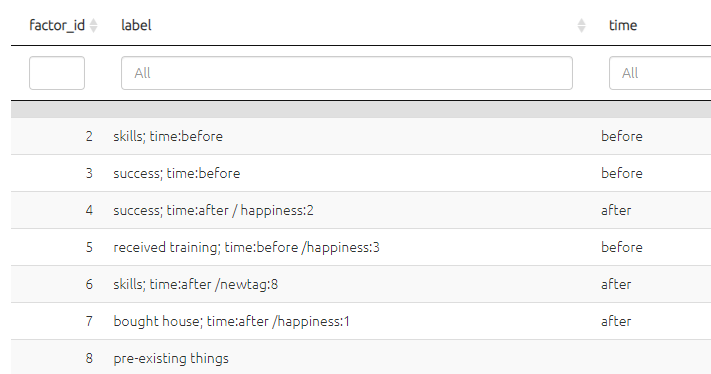 factor_id label time
All All
2 skills; time:before before
3 success; time:before before
4 success; time:after / happiness:2 after
5 received training; time:before /happiness:3 before
6 skills; time:after /newtag:8 after
7 bought house; time:after /happiness:1 after
8 pre-existing things